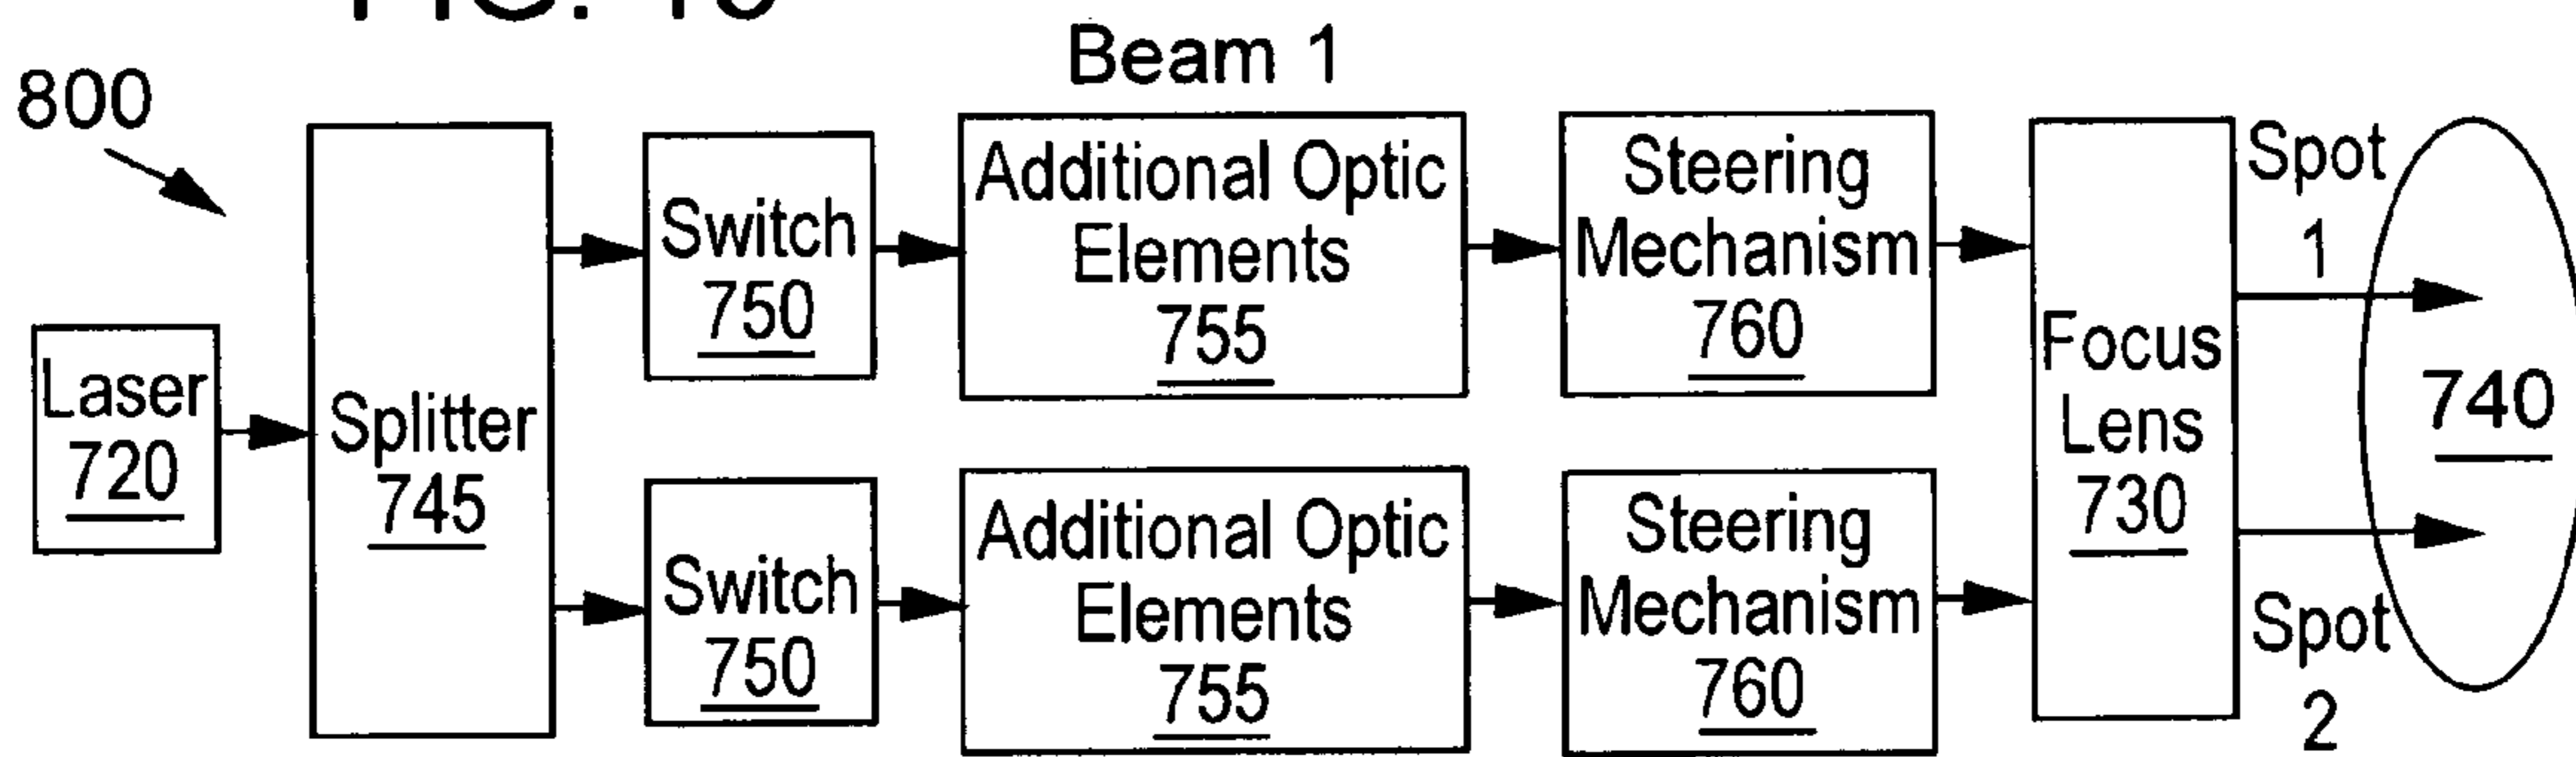 Beam 1
800
Laser
720
Splitter
745
Switch
750
Additional Optic
Elements
755
Steering
Mechanism
760
Switch
750
Additional Optic
Elements
755
Steering
Mechanism
760
Focus
Lens
730
Spot
1
Spot
2
740